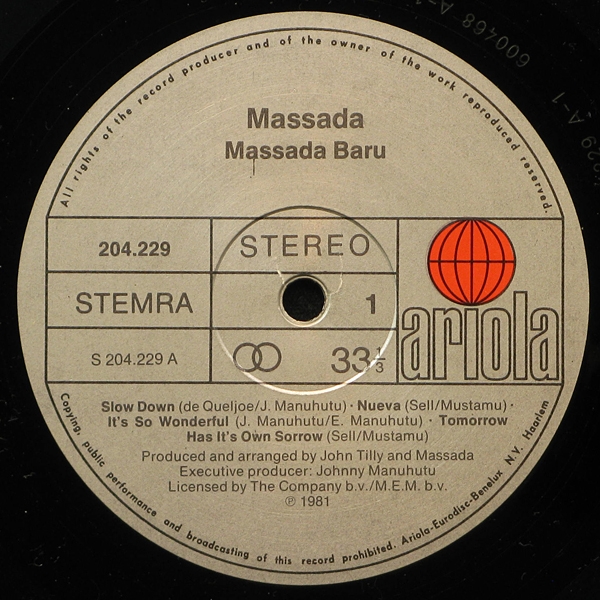 All rights of the record producer and of the owner of the work reproduced reserved.
Massada
Massada Baru
204.229
STEREO
STEMRA
1
S 204.229 A
33 1/3
ariola
Slow Down (de Queljoe/J. Manuhutu) · Nueva (Sell/Mustamu) ·
It's So Wonderful (J. Manuhutu/E. Manuhutu) · Tomorrow
Has It's Own Sorrow (Sell/Mustamu)
Produced and arranged by John Tilly and Massada
Executive producer: Johnny Manuhutu
Licensed by The Company b.v./M.E.M. b.v.
℗ 1981
Copying, public performance and broadcasting of this record prohibited. Ariola-Eurodisc-Benelux N.V. Haarlem